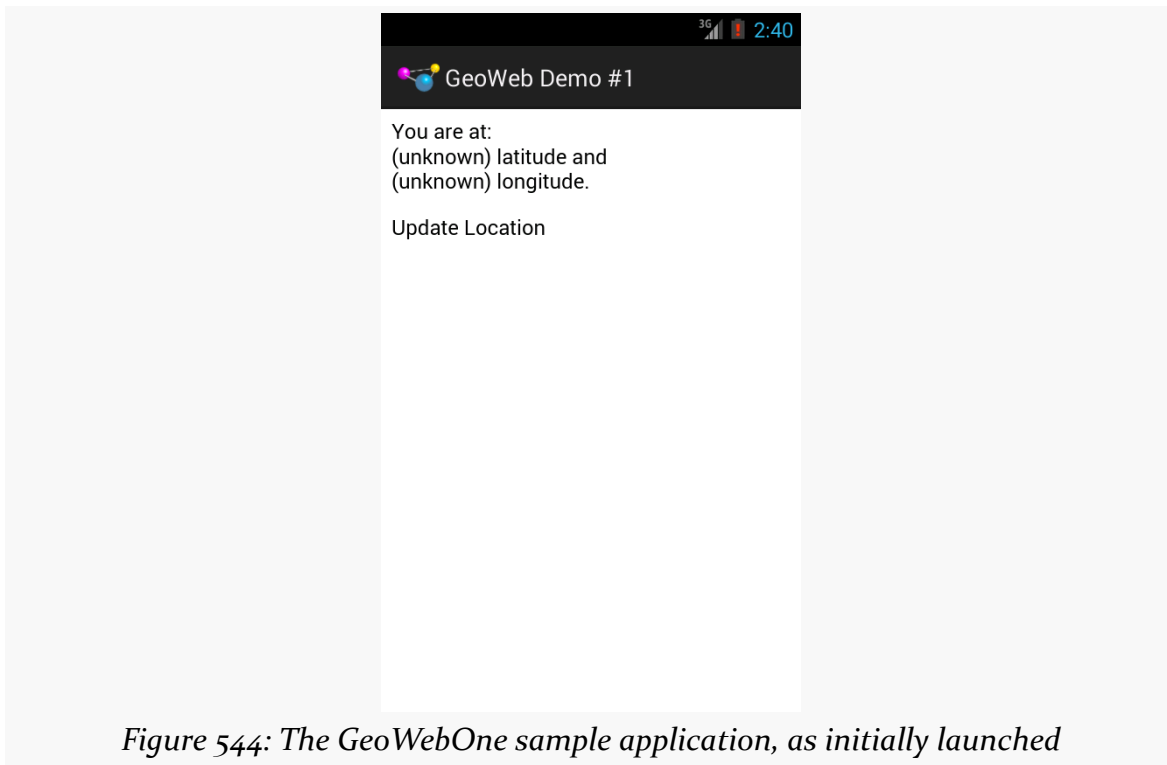 3G 2:40
GeoWeb Demo #1
You are at:
(unknown) latitude and
(unknown) longitude.
Update Location
Figure 544: The GeoWebOne sample application, as initially launched